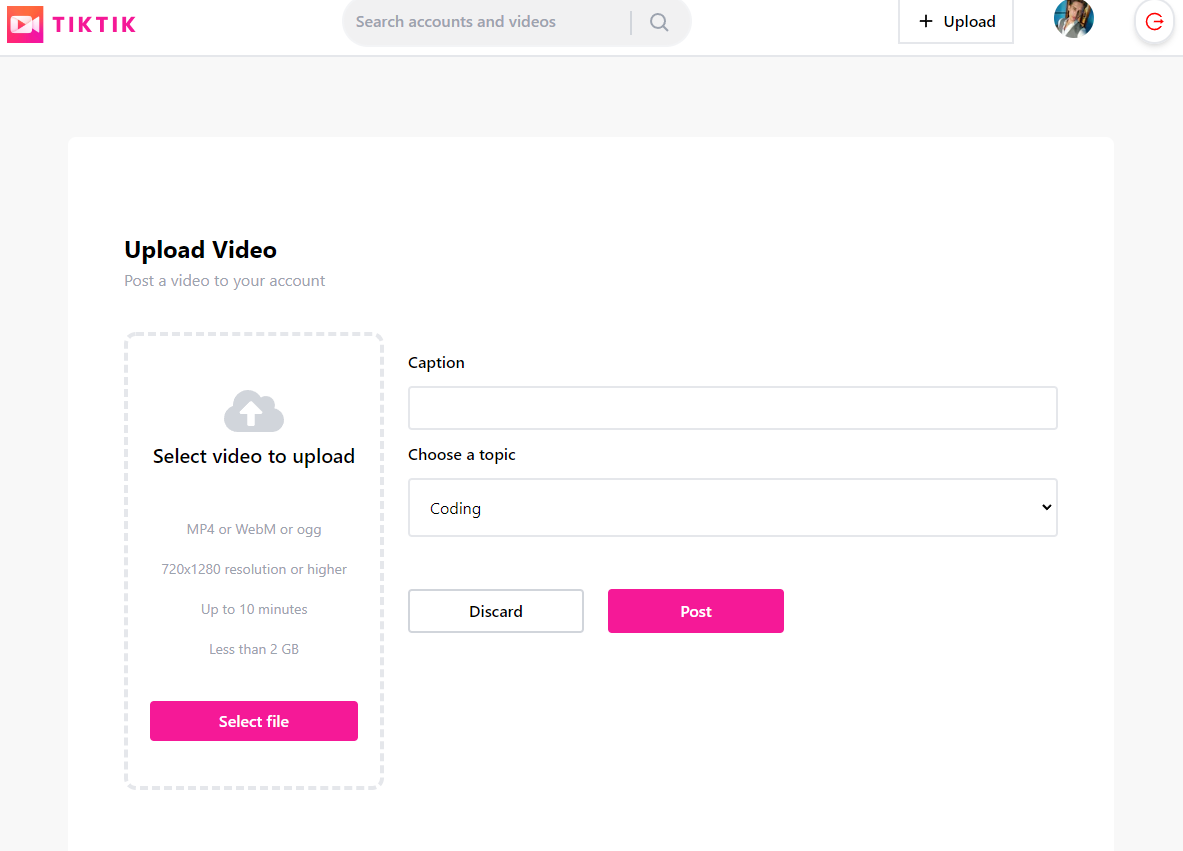 TIKTIK
Search accounts and videos
+ Upload
Upload Video
Post a video to your account
Select video to upload
MP4 or WebM or ogg
720x1280 resolution or higher
Up to 10 minutes
Less than 2 GB
Select file
Caption
Choose a topic
Coding
Discard
Post